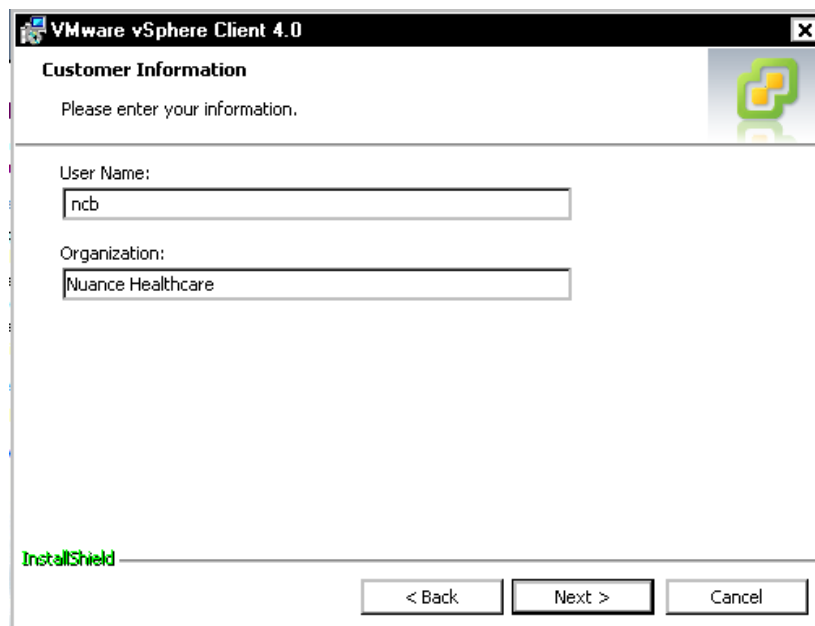 VMware vSphere Client 4.0
Customer Information
Please enter your information.
User Name:
ncb
Organization:
Nuance Healthcare
InstallShield
< Back Next > Cancel